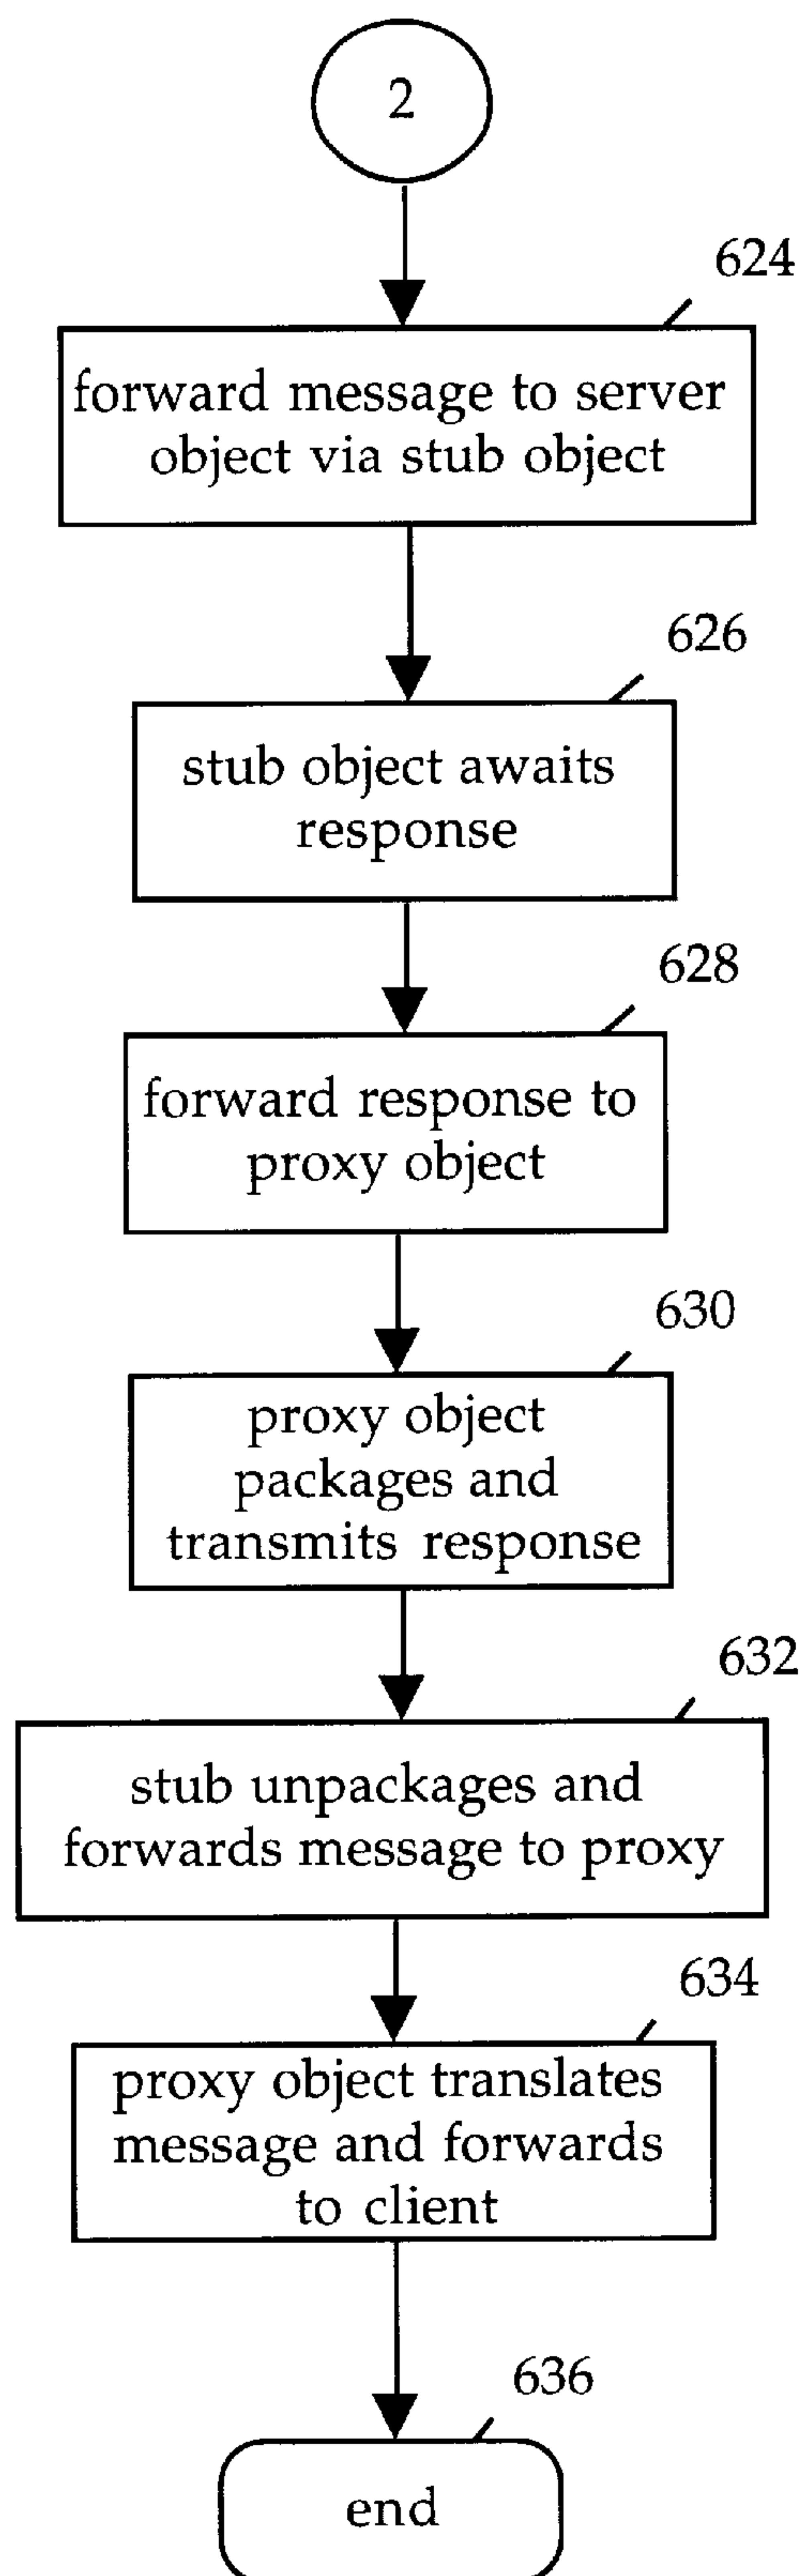 2
624
forward message to server
object via stub object
626
stub object awaits
response
628
forward response to
proxy object
630
proxy object
packages and
transmits response
632
stub unpackages and
forwards message to proxy
634
proxy object translates
message and forwards
to client
636
end